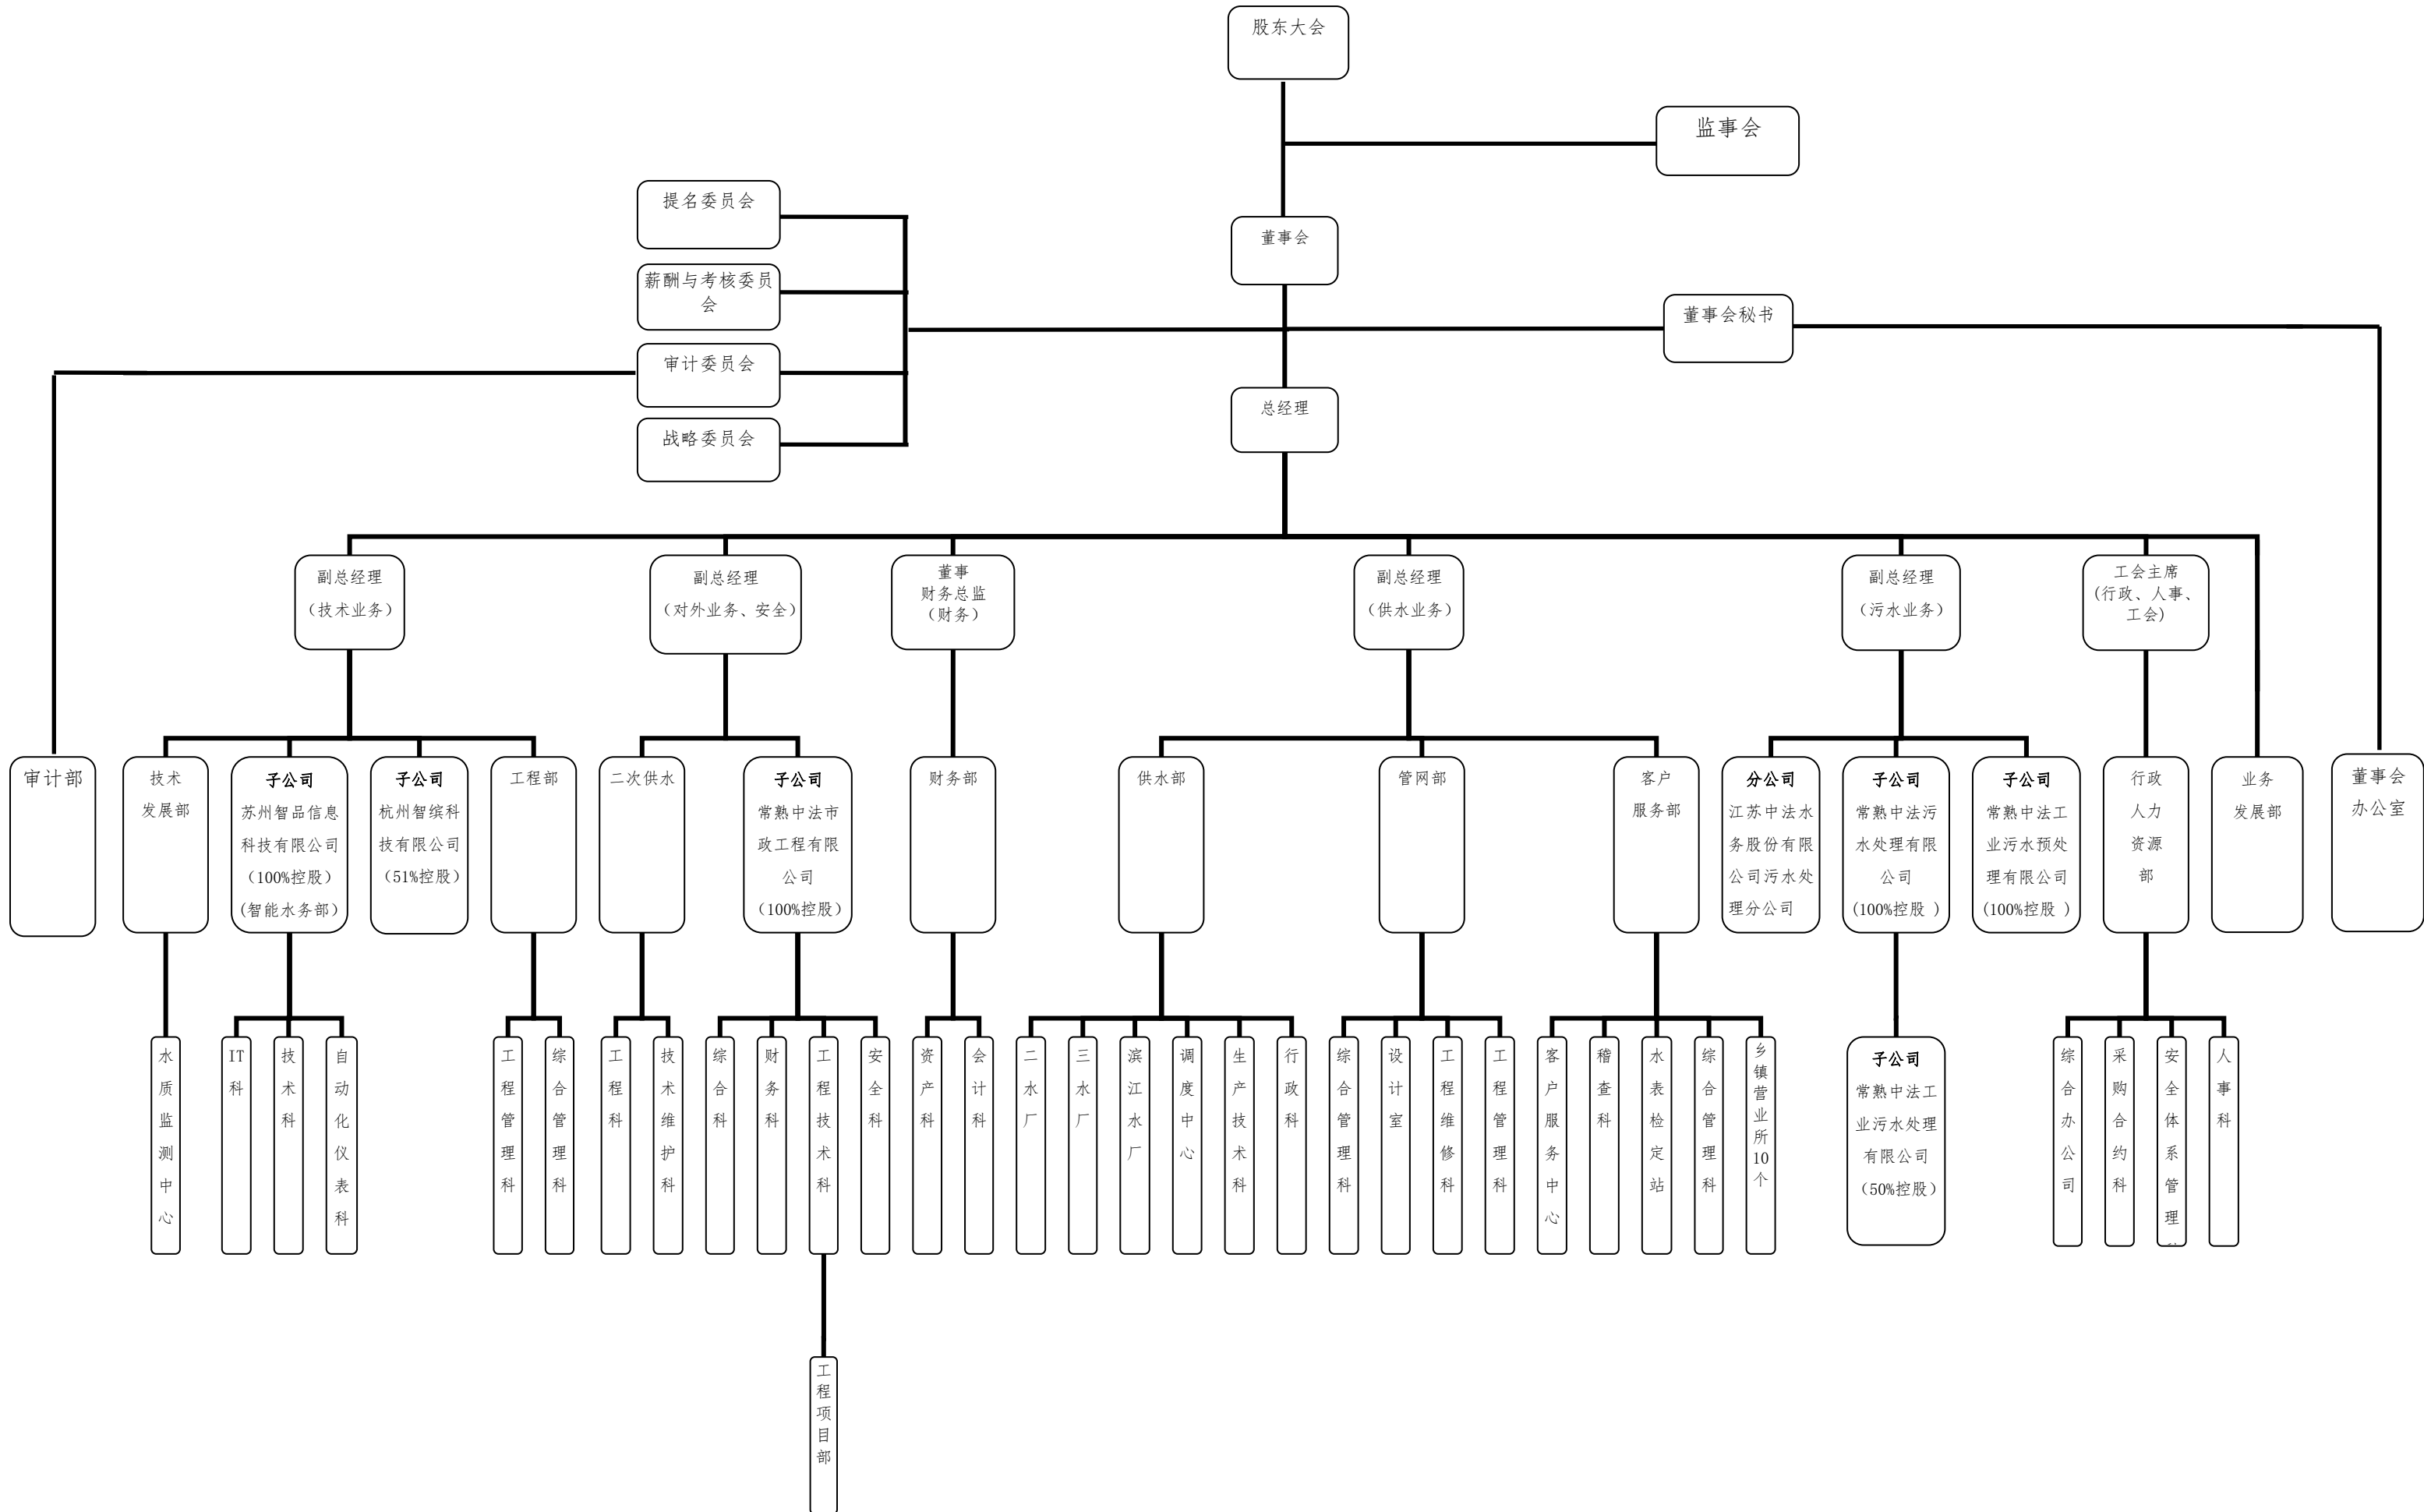 股东大会
监事会
提名委员会
董事会
薪酬与考核委员
会
董事会秘书
审计委员会
总经理
战略委员会
副总经理
（技术业务）
副总经理
（对外业务、安全）
董事
财务总监
（财务）
副总经理
（供水业务）
副总经理
（污水业务）
工会主席
(行政、人事、
工会)
审计部
技术
发展部
子公司
苏州智品信息
科技有限公司
（100%控股）
(智能水务部)
子公司
杭州智缤科
技有限公司
（51%控股）
工程部
二次供水
子公司
常熟中法市
政工程有限
公司
（100%控股）
财务部
供水部
管网部
客户
服务部
分公司
江苏中法水
务股份有限
公司污水处
理分公司
子公司
常熟中法污
水处理有限
公司
(100%控股 )
子公司
常熟中法工
业污水预处
理有限公司
(100%控股 )
行政
人力
资源
部
业务
发展部
董事会
办公室
水质监测中心
IT科
技术科
自动化仪表科
工程管理科
综合管理科
工程科
技术维护科
综合科
财务科
工程技术科
安全科
资产科
会计科
二水厂
三水厂
滨江水厂
调度中心
生产技术科
行政科
综合管理科
设计室
工程维修科
工程管理科
客户服务中心
稽查科
水表检定站
综合管理科
乡镇营业所10个
子公司
常熟中法工
业污水处理
有限公司
（50%控股）
综合办公司
采购合约科
安全体系管理
人事科
工程项目部